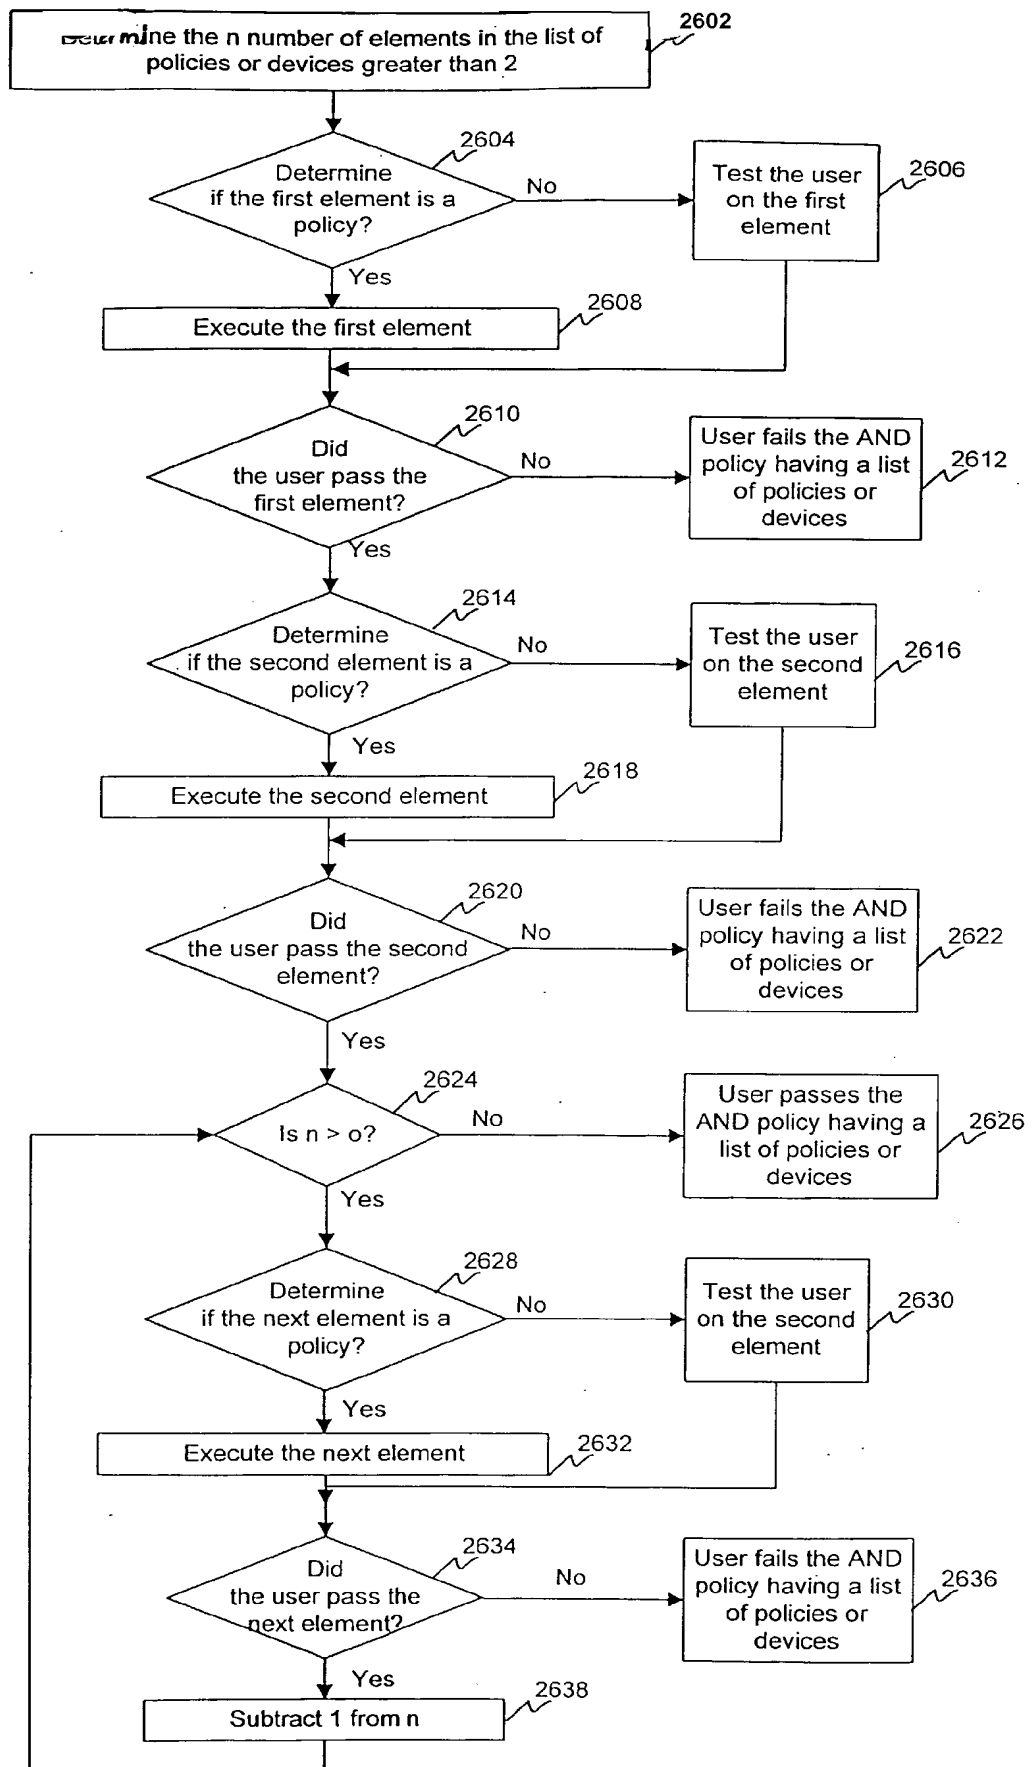 Determine the n number of elements in the list of
policies or devices greater than 2
2602
2604
Determine
if the first element is a
policy?
No
Test the user
on the first
element
2606
Yes
Execute the first element
2608
2610
Did
the user pass the
first element?
No
User fails the AND
policy having a list
of policies or
devices
2612
Yes
2614
Determine
if the second element is a
policy?
No
Test the user
on the second
element
2616
Yes
Execute the second element
2618
2620
Did
the user pass the second
element?
No
User fails the AND
policy having a list
of policies or
devices
2622
Yes
2624
Is n > o?
No
User passes the
AND policy having a
list of policies or
devices
2626
Yes
2628
Determine
if the next element is a
policy?
No
Test the user
on the second
element
2630
Yes
Execute the next element
2632
2634
Did
the user pass the
next element?
No
User fails the AND
policy having a list
of policies or
devices
2636
Yes
Subtract 1 from n
2638